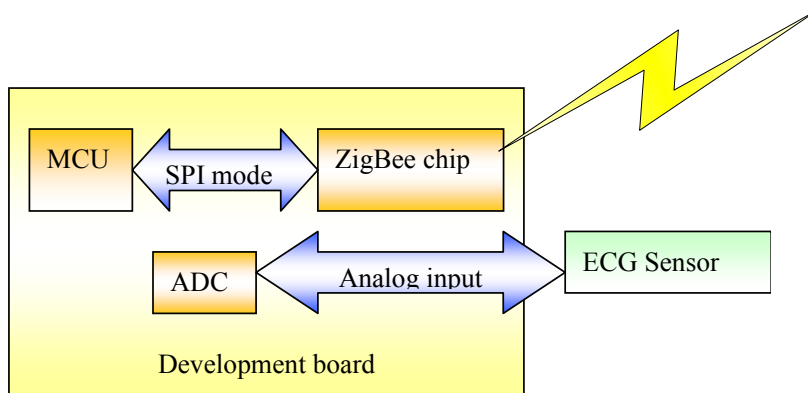 MCU
SPI mode
ZigBee chip
ADC
Analog input
ECG Sensor
Development board